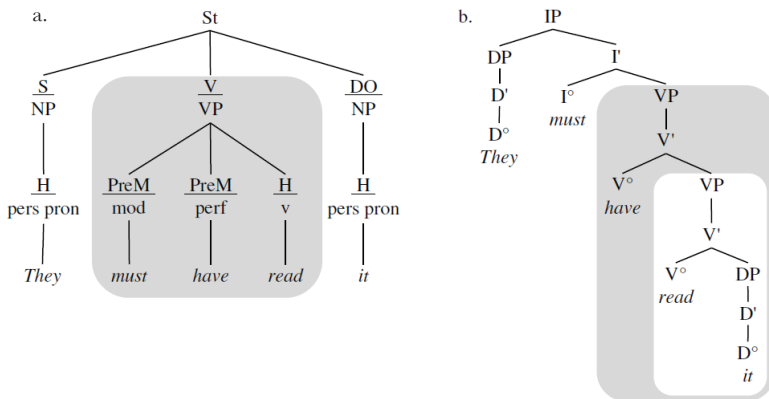 a.
St
S V DO
NP VP NP
H PreM PreM H H
pers pron mod perf v pers pron
They must have read it
b.
IP
DP I'
D' I° VP
must
D° V'
They
V° VP
have
V'
V° DP
read
D'
D°
it